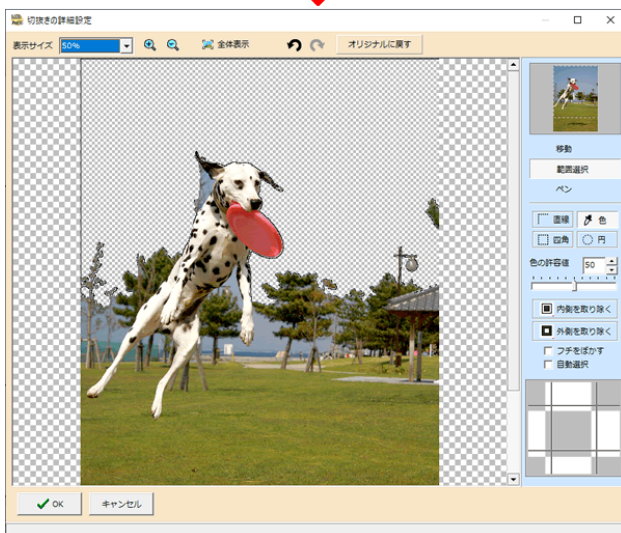 切抜きの詳細設定
表示サイズ 50% 全体表示 オリジナルに戻す
移動
範囲選択
ペン
直線 色
四角 円
色の許容値 50
内側を取り除く
外側を取り除く
フチをぼかす
自動選択
OK キャンセル